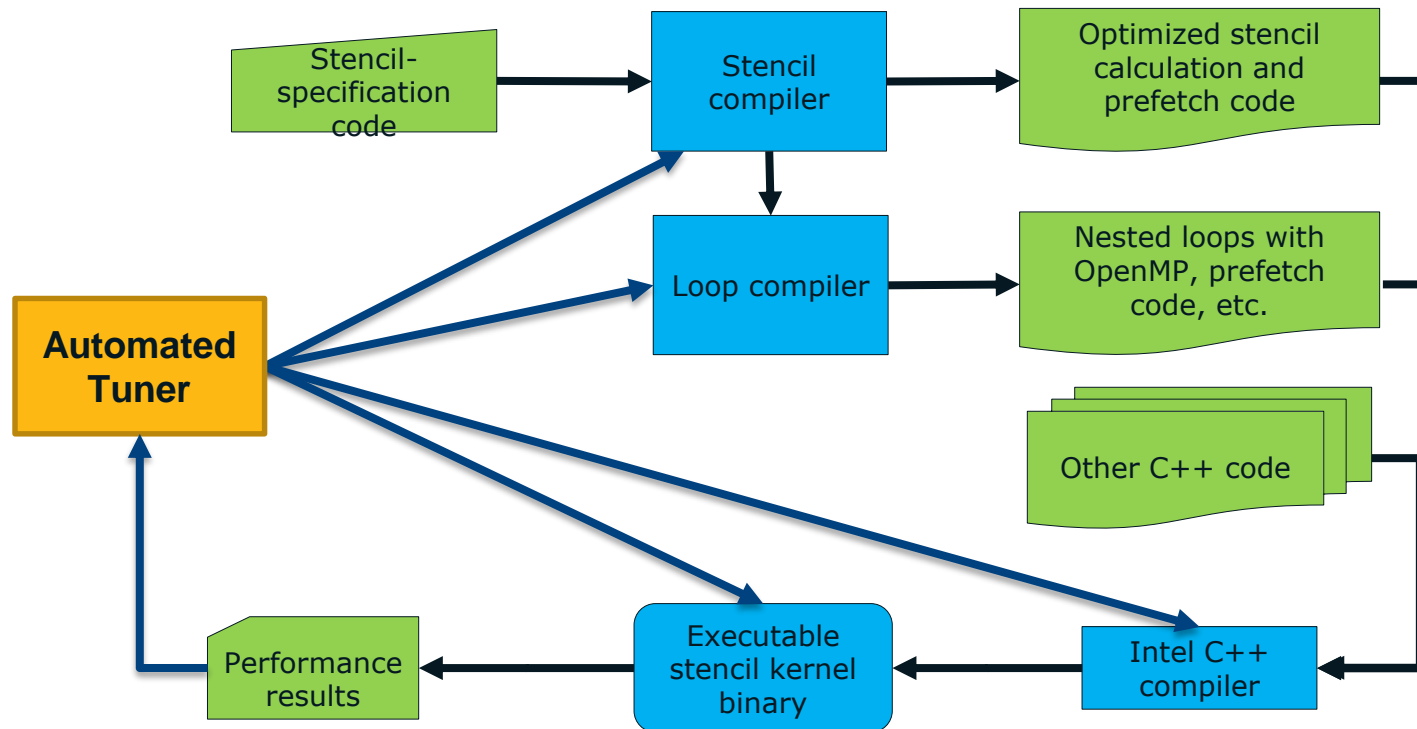 Stencil-
specification
code
Stencil
compiler
Optimized stencil
calculation and
prefetch code
Loop compiler
Nested loops with
OpenMP, prefetch
code, etc.
Automated
Tuner
Other C++ code
Performance
results
Executable
stencil kernel
binary
Intel C++
compiler